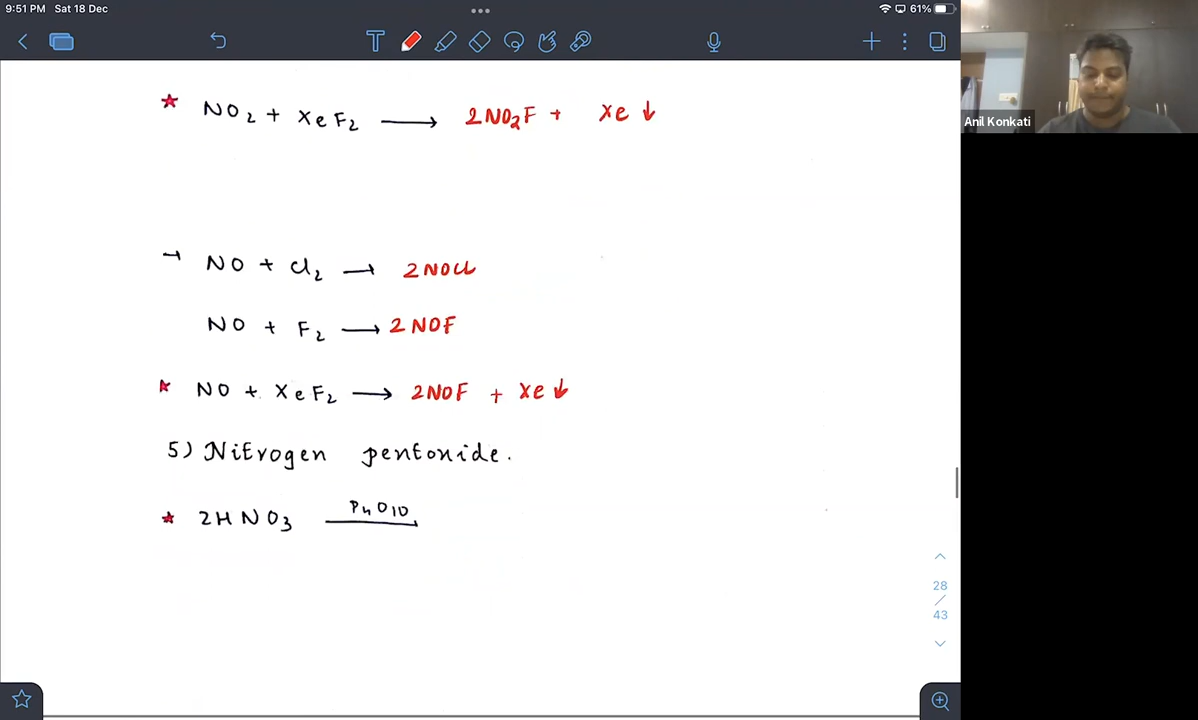 9:51 PM Sat 18 Dec
61%
T
Anil Konkati
★ NO₂ + XeF₂ ⟶ 2NO₂F + Xe ↓
→ NO + Cl₂ ⟶ 2NOCl
NO + F₂ ⟶ 2NOF
★ NO + XeF₂ ⟶ 2NOF + Xe ↓
5) Nitrogen pentoxide.
★ 2HNO₃ P₄O₁₀
28
/
43